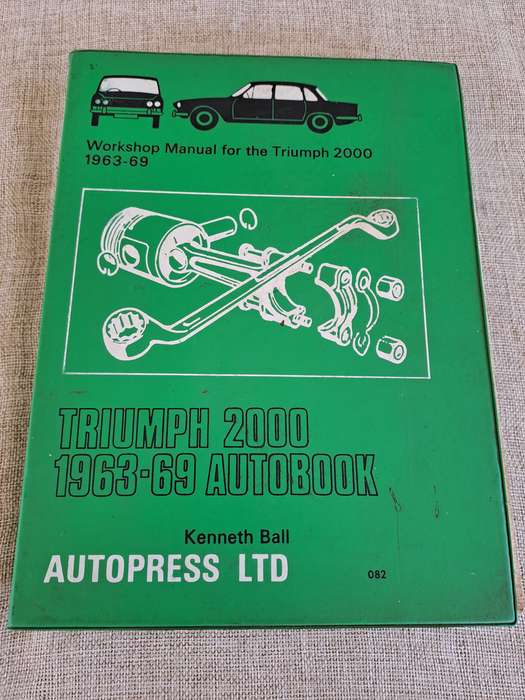 Workshop Manual for the Triumph 2000
1963-69
TRIUMPH 2000
1963-69 AUTOBOOK
Kenneth Ball
AUTOPRESS LTD
082